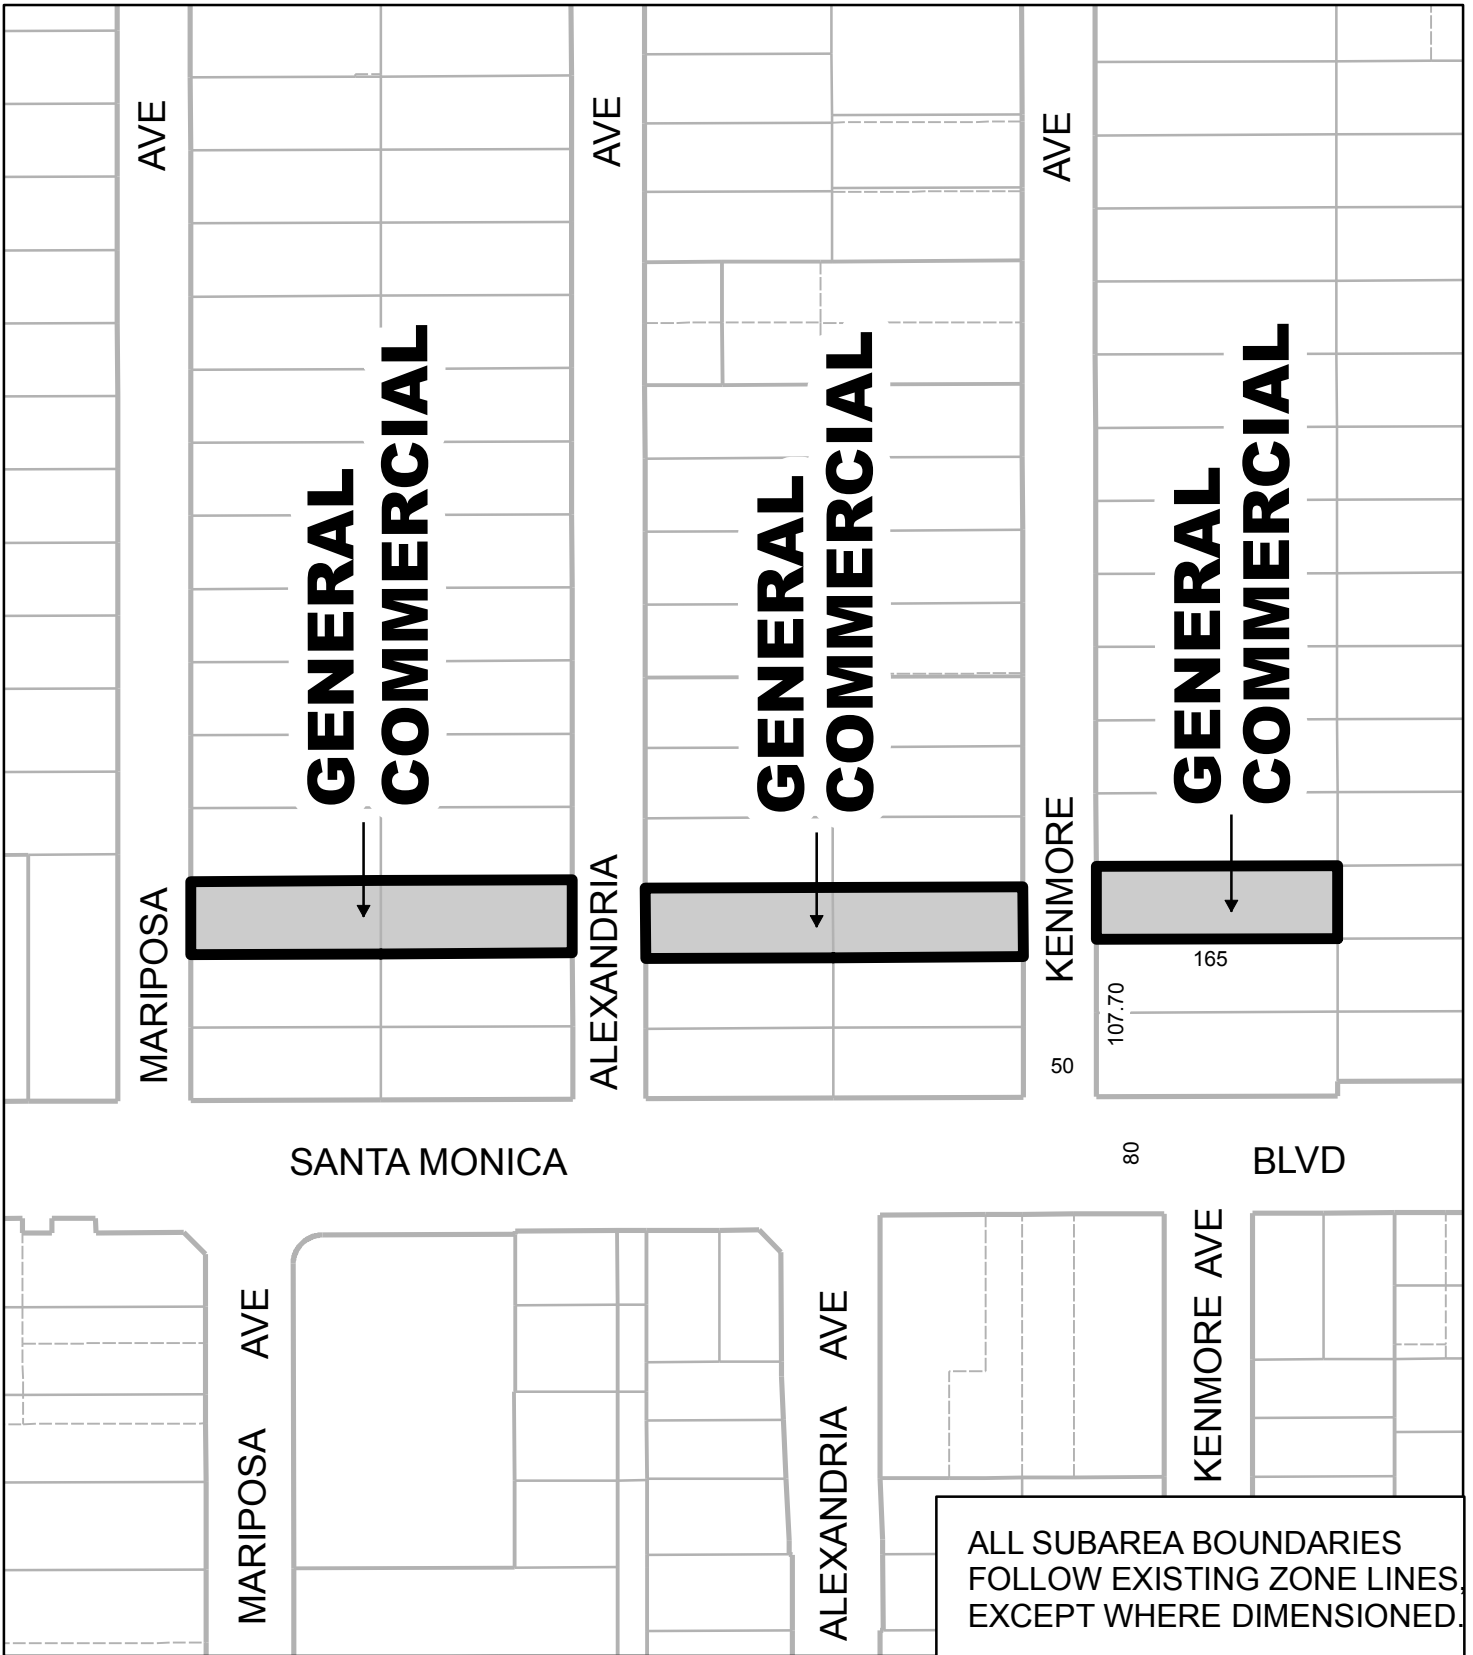 AVE
AVE
AVE
GENERAL
COMMERCIAL
GENERAL
COMMERCIAL
GENERAL
COMMERCIAL
MARIPOSA
ALEXANDRIA
KENMORE
165
107.70
50
SANTA MONICA
80
BLVD
MARIPOSA AVE
ALEXANDRIA AVE
KENMORE AVE
ALL SUBAREA BOUNDARIES
FOLLOW EXISTING ZONE LINES,
EXCEPT WHERE DIMENSIONED.